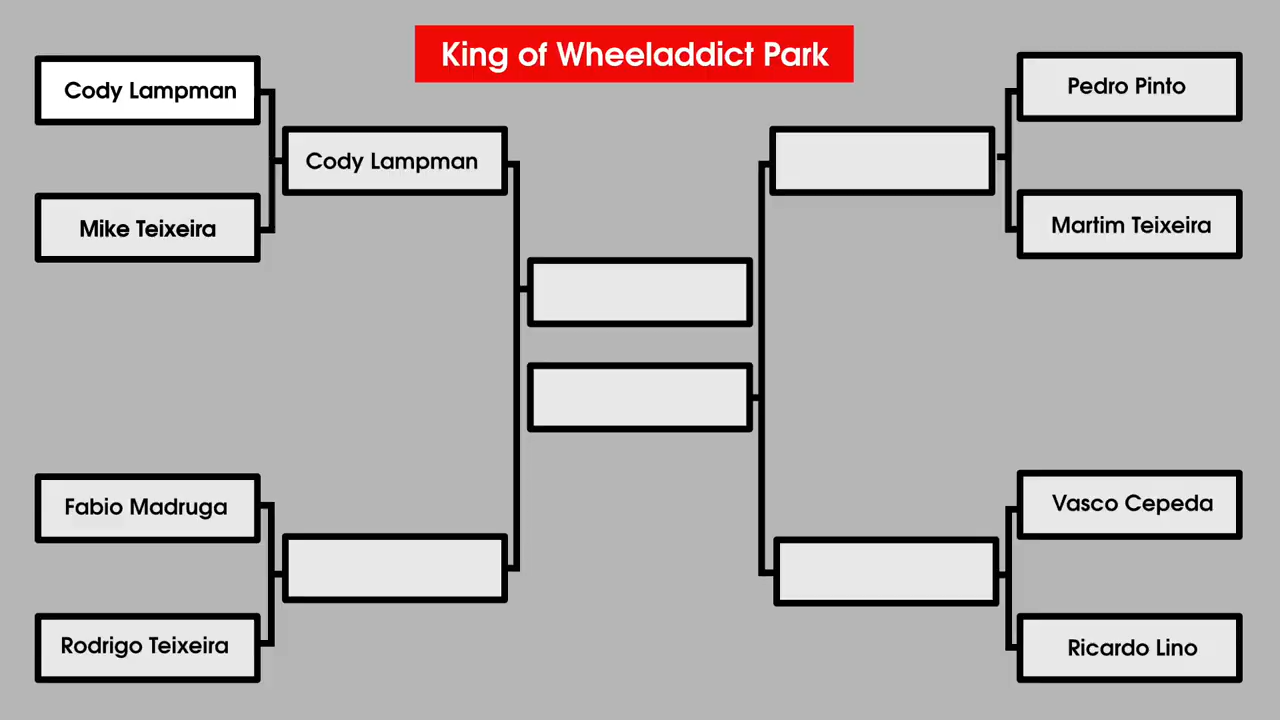 King of Wheeladdict Park
Cody Lampman
Mike Teixeira
Cody Lampman
Fabio Madruga
Rodrigo Teixeira
Pedro Pinto
Martim Teixeira
Vasco Cepeda
Ricardo Lino